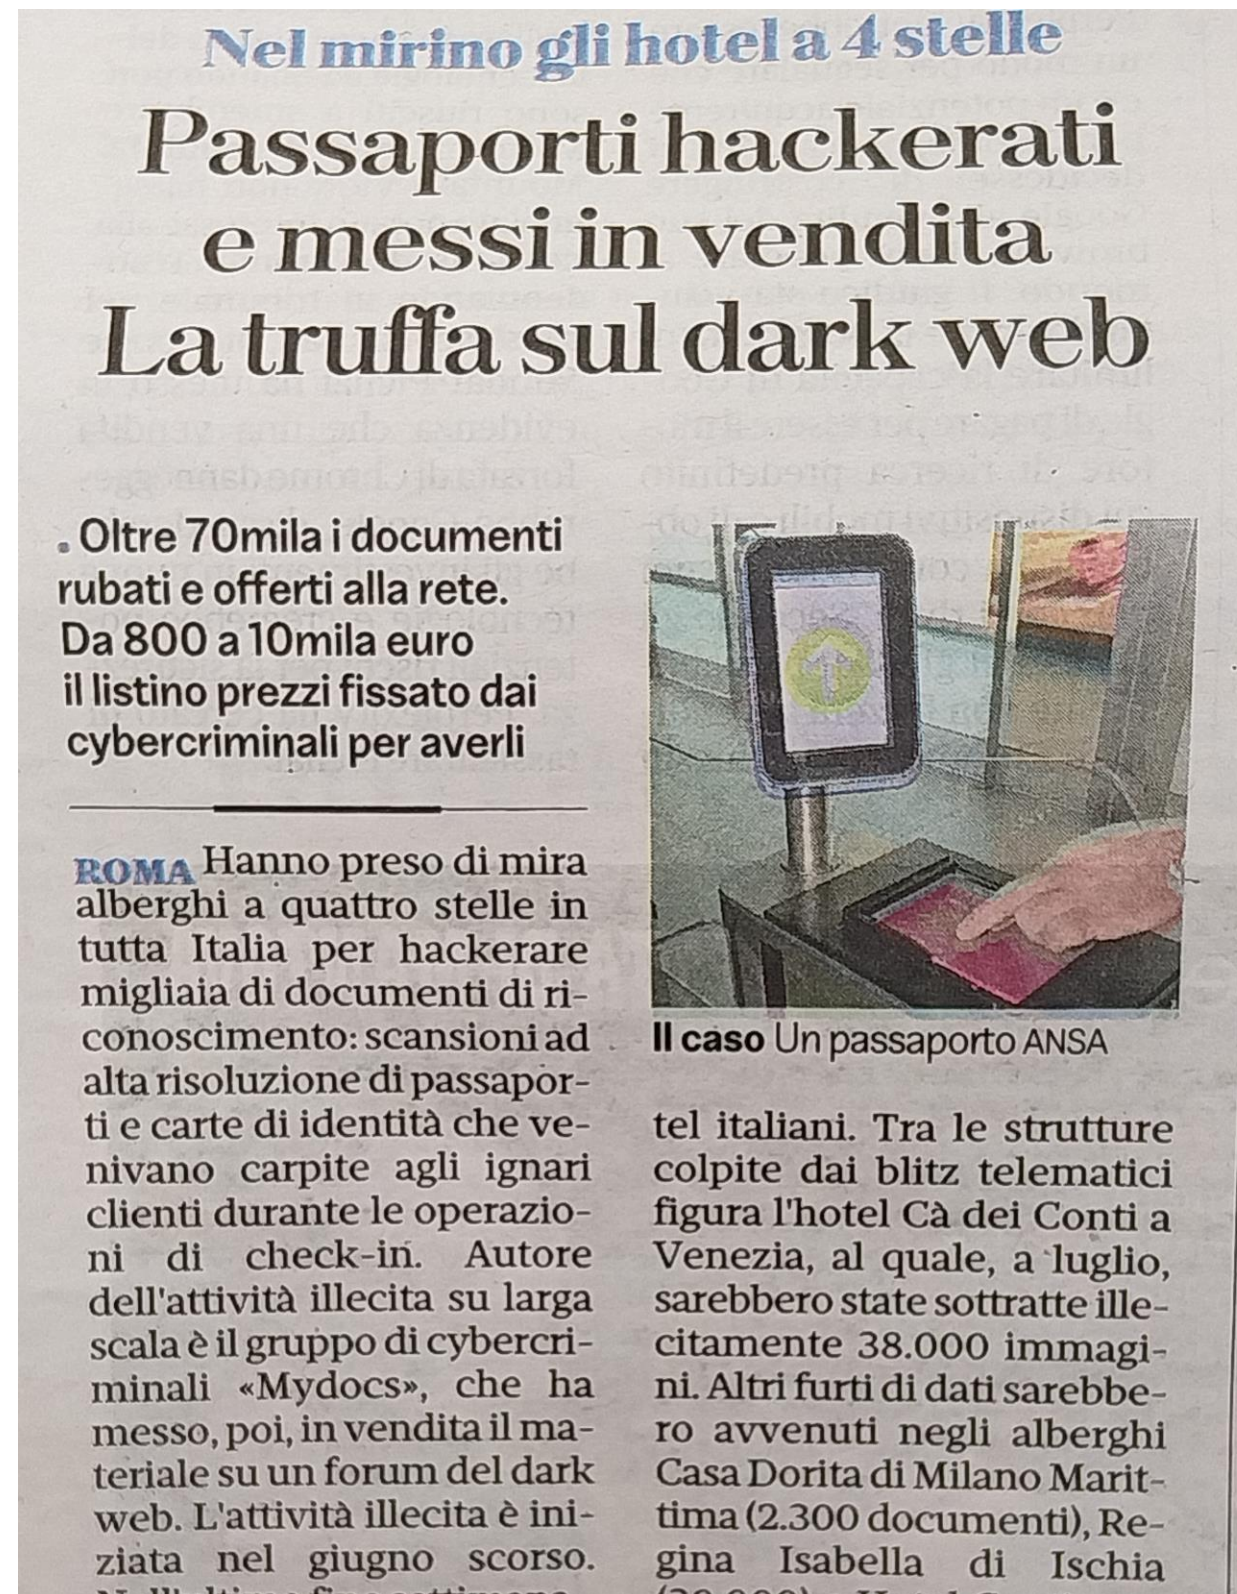 Nel mirino gli hotel a 4 stelle
Passaporti hackerati
e messi in vendita
La truffa sul dark web
Oltre 70mila i documenti
rubati e offerti alla rete.
Da 800 a 10mila euro
il listino prezzi fissato dai
cybercriminali per averli
ROMA Hanno preso di mira
alberghi a quattro stelle in
tutta Italia per hackerare
migliaia di documenti di ri-
conoscimento: scansioni ad
alta risoluzione di passapor-
ti e carte di identità che ve-
nivano carpite agli ignari
clienti durante le operazio-
ni di check-in. Autore
dell'attività illecita su larga
scala è il gruppo di cybercri-
minali «Mydocs», che ha
messo, poi, in vendita il ma-
teriale su un forum del dark
web. L'attività illecita è ini-
ziata nel giugno scorso.
Il caso Un passaporto ANSA
tel italiani. Tra le strutture
colpite dai blitz telematici
figura l'hotel Cà dei Conti a
Venezia, al quale, a luglio,
sarebbero state sottratte ille-
citamente 38.000 immagi-
ni. Altri furti di dati sarebbe-
ro avvenuti negli alberghi
Casa Dorita di Milano Marit-
tima (2.300 documenti), Re-
gina Isabella di Ischia